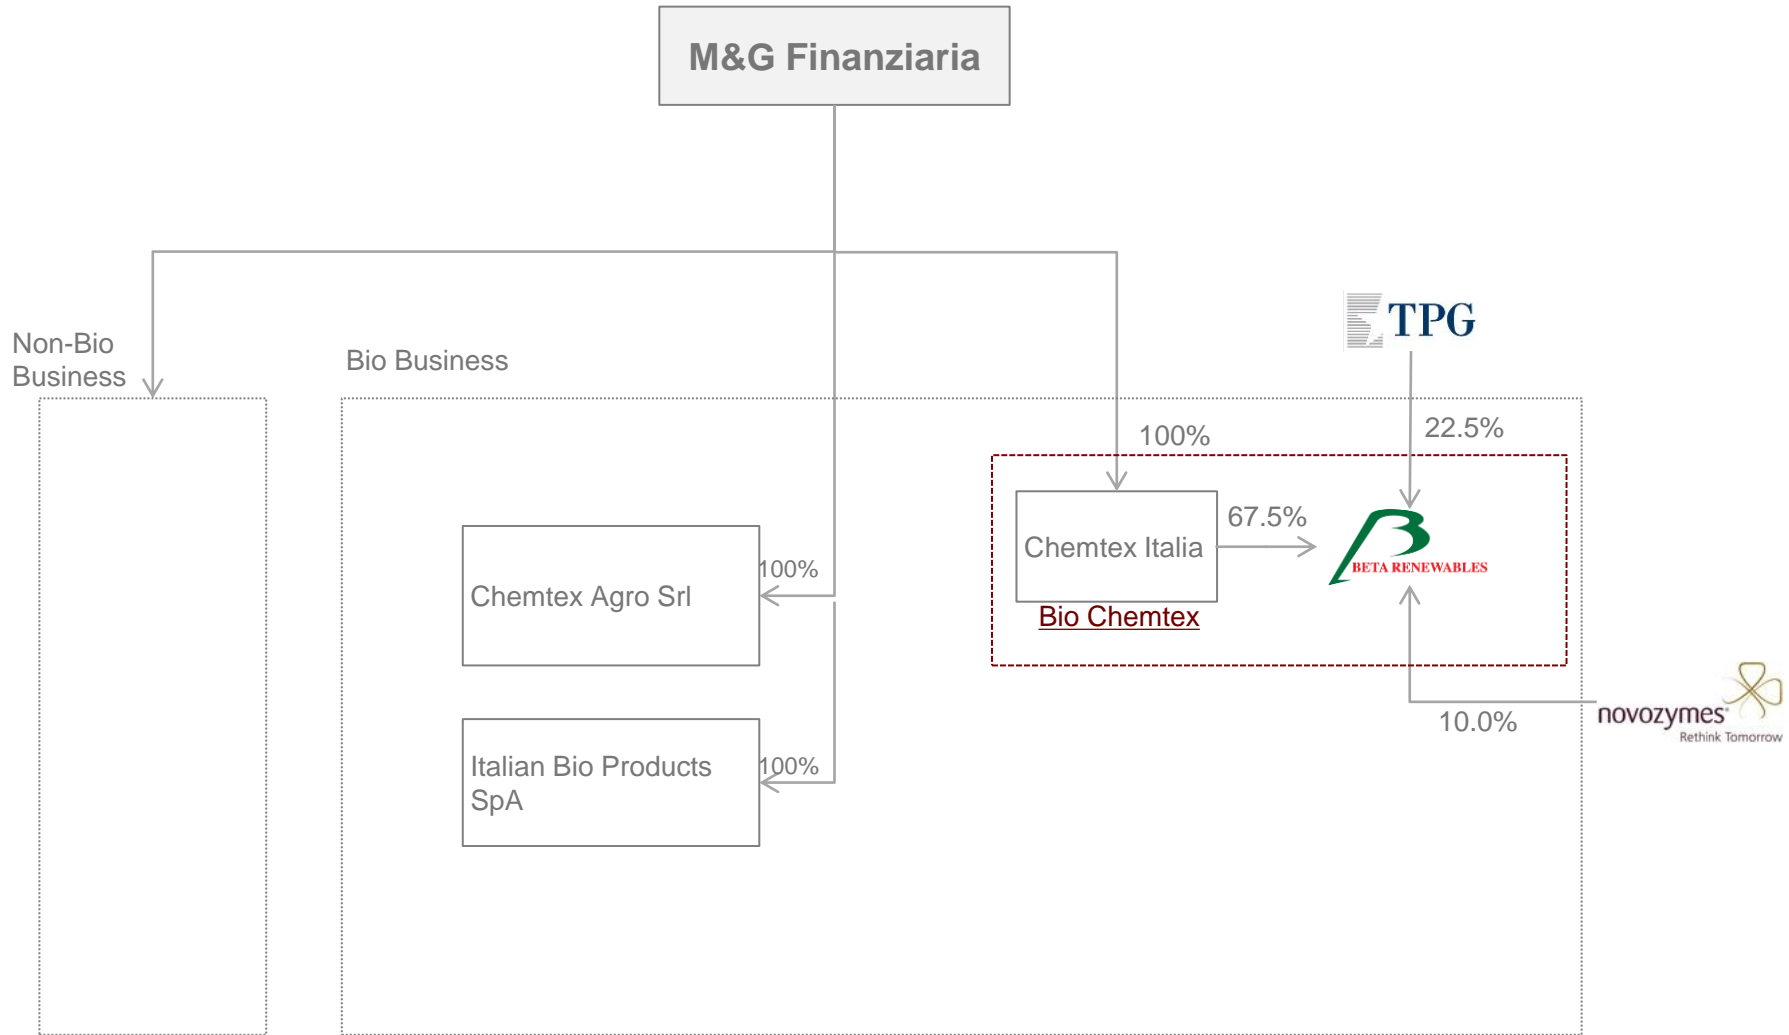 M&G Finanziaria
TPG
Non-Bio
Business
Bio Business
100%
22.5%
67.5%
Chemtex Italia
BETA RENEWABLES
Bio Chemtex
100%
Chemtex Agro Srl
novozymes
Rethink Tomorrow
10.0%
Italian Bio Products
SpA
100%